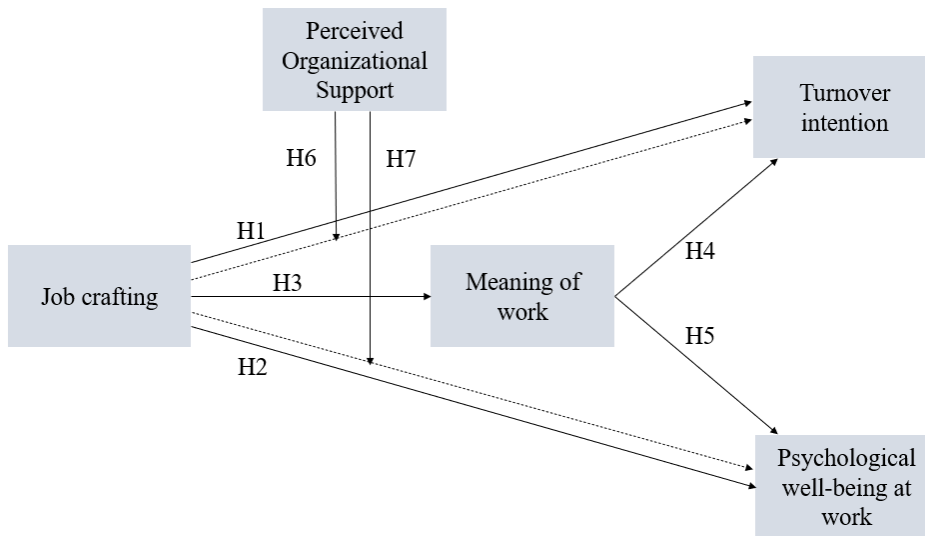 Perceived
Organizational
Support
Turnover
intention
H6
H7
H1
H4
Job crafting
H3
Meaning of
work
H5
H2
Psychological
well-being at
work